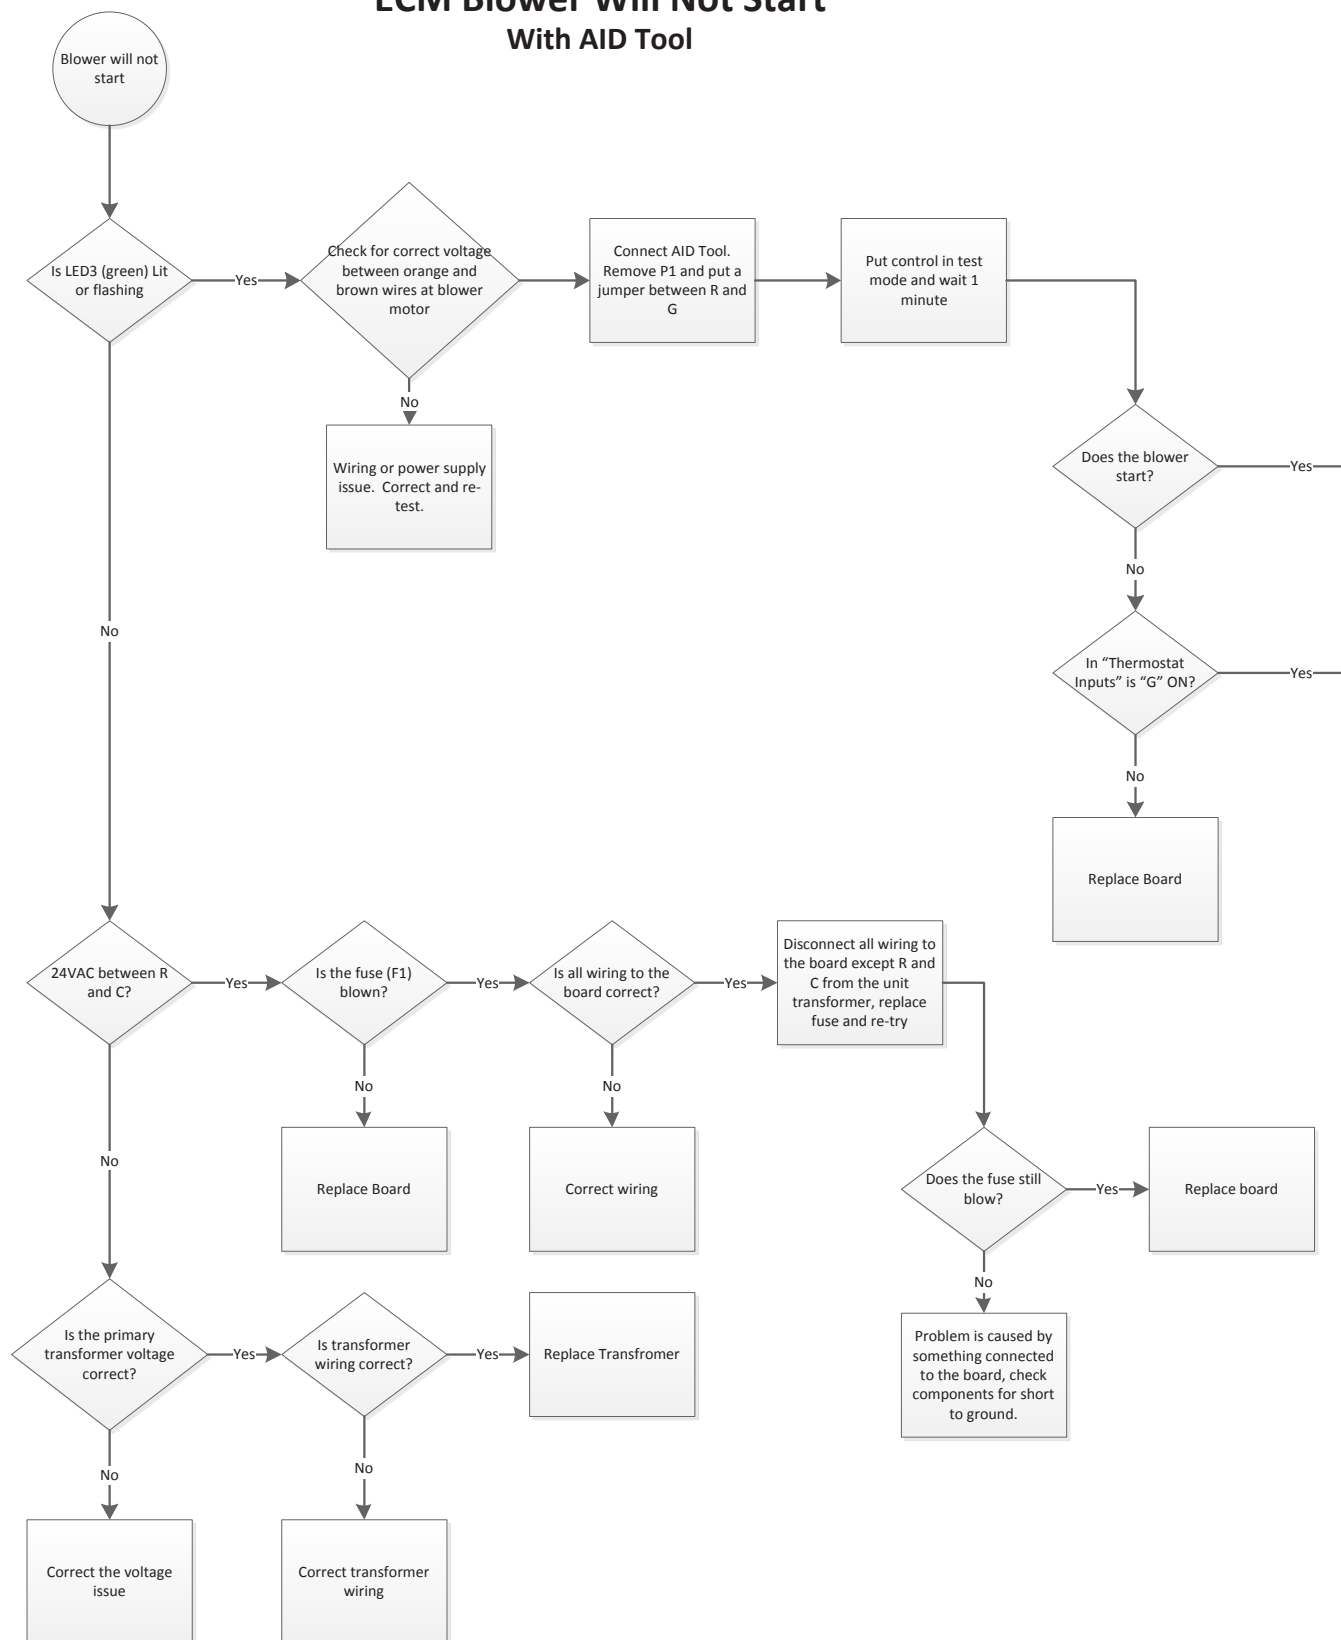 ECM Blower Will Not Start
With AID Tool
Blower will not
start
Is LED3 (green) Lit
or flashing
Yes
Check for correct voltage
between orange and
brown wires at blower
motor
Connect AID Tool.
Remove P1 and put a
jumper between R and
G
Put control in test
mode and wait 1
minute
No
Wiring or power supply
issue.  Correct and re-
test.
Does the blower
start?
Yes
No
In “Thermostat
Inputs” is “G” ON?
Yes
No
Replace Board
No
24VAC between R
and C?
Yes
Is the fuse (F1)
blown?
Yes
Is all wiring to the
board correct?
Yes
Disconnect all wiring to
the board except R and
C from the unit
transformer, replace
fuse and re-try
No
Replace Board
No
Correct wiring
Does the fuse still
blow?
Yes
Replace board
No
Problem is caused by
something connected
to the board, check
components for short
to ground.
No
Is the primary
transformer voltage
correct?
Yes
Is transformer
wiring correct?
Yes
Replace Transfromer
No
Correct the voltage
issue
No
Correct transformer
wiring